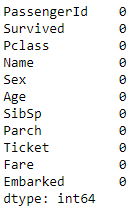 PassengerId 0
Survived 0
Pclass 0
Name 0
Sex 0
Age 0
SibSp 0
Parch 0
Ticket 0
Fare 0
Embarked 0
dtype: int64